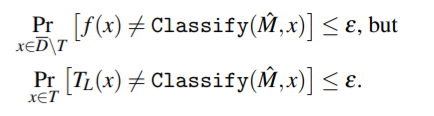 Pr_{x∈D̅\T} [f(x) ≠ Classify(M̂,x)] ≤ ε, but
Pr_{x∈T} [T_L(x) ≠ Classify(M̂,x)] ≤ ε.